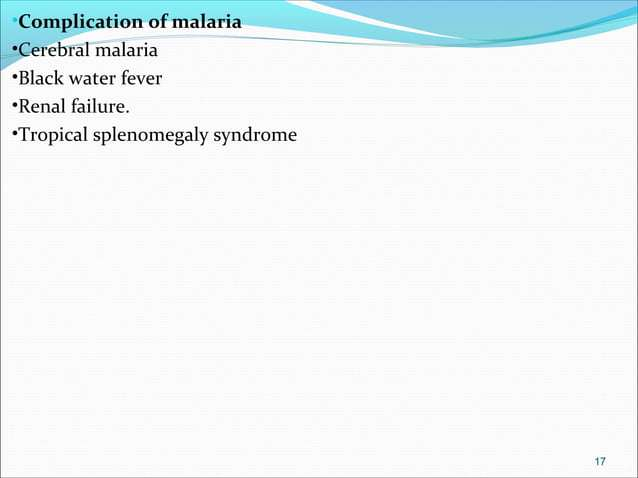 •Complication of malaria
•Cerebral malaria
•Black water fever
•Renal failure.
•Tropical splenomegaly syndrome
17